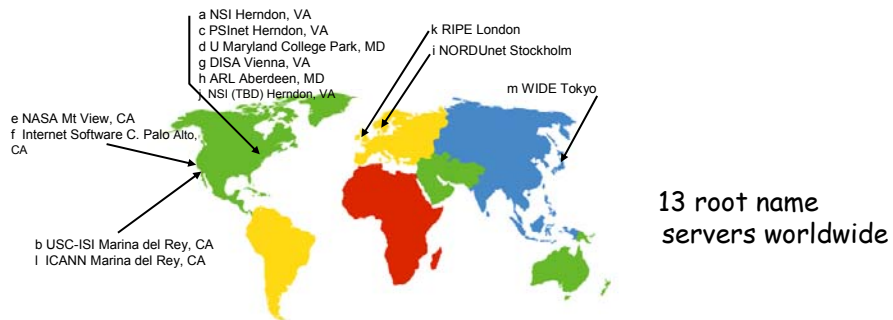 a NSI Herndon, VA
c PSInet Herndon, VA
d U Maryland College Park, MD
g DISA Vienna, VA
h ARL Aberdeen, MD
j NSI (TBD) Herndon, VA
k RIPE London
i NORDUnet Stockholm
m WIDE Tokyo
e NASA Mt View, CA
f Internet Software C. Palo Alto,
CA
b USC-ISI Marina del Rey, CA
l ICANN Marina del Rey, CA
13 root name
servers worldwide